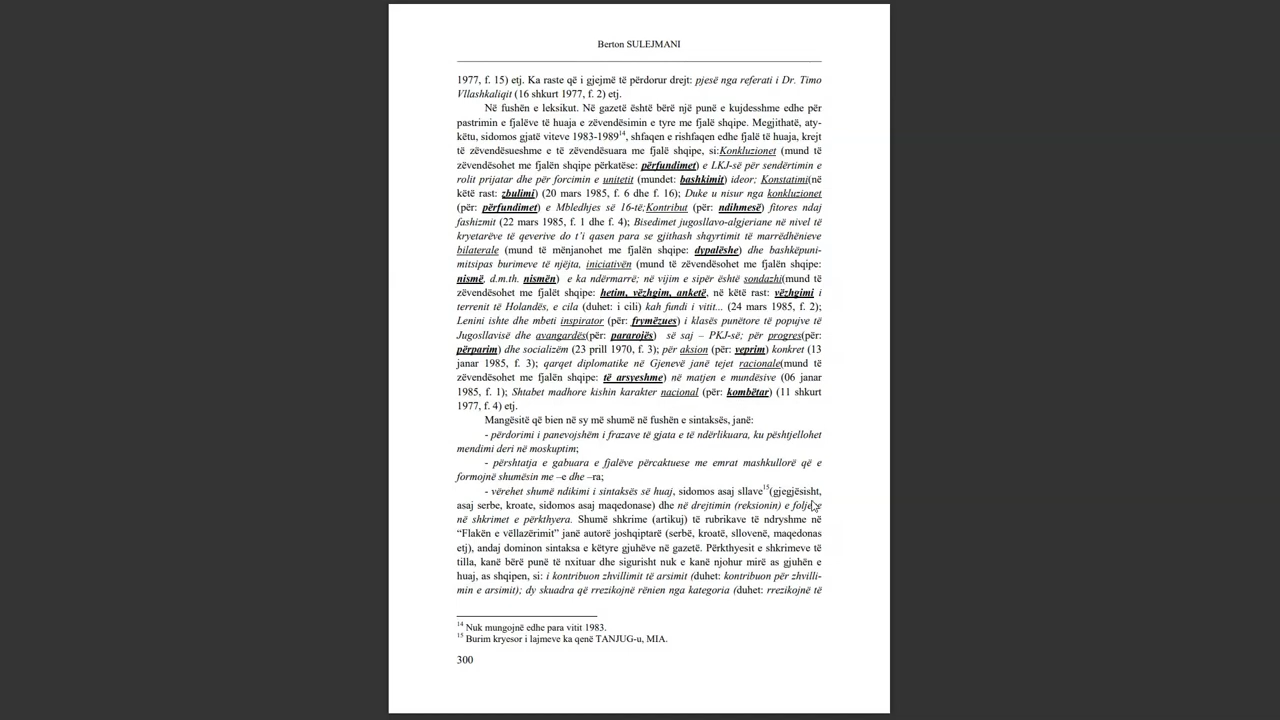 Berton SULEJMANI
1977, f. 15) etj. Ka raste që i gjejmë të përdorur drejt: pjesë nga referati i Dr. Timo
Vllashkaliqit (16 shkurt 1977, f. 2) etj.
Në fushën e leksikut. Në gazetë është bërë një punë e kujdesshme edhe për
pastrimin e fjalëve të huaja e zëvendësimin e tyre me fjalë shqipe. Megjithatë, aty-
këtu, sidomos gjatë viteve 1983-1989¹⁴, shfaqen e rishfaqen edhe fjalë të huaja, krejt
të zëvendësueshme e të zëvendësuara me fjalë shqipe, si:Konkluzionet (mund të
zëvendësohet me fjalën shqipe përkatëse: përfundimet) e LKJ-së për sendërtimin e
rolit prijatar dhe për forcimin e unitetit (mundet: bashkimit) ideor; Konstatimi(në
këtë rast: zbulimi) (20 mars 1985, f. 6 dhe f. 16); Duke u nisur nga konkluzionet
(për: përfundimet) e Mbledhjes së 16-të;Kontribut (për: ndihmesë) fitores ndaj
fashizmit (22 mars 1985, f. 1 dhe f. 4); Bisedimet jugosllavo-algjeriane në nivel të
kryetarëve të qeverive do t’i qasen para se gjithash shqyrtimit të marrëdhënieve
bilaterale (mund të mënjanohet me fjalën shqipe: dypalëshe) dhe bashkëpuni-
mitsipas burimeve të njëjta, iniciativën (mund të zëvendësohet me fjalën shqipe:
nismë, d.m.th. nismën) e ka ndërmarrë; në vijim e sipër është sondazhi(mund të
zëvendësohet me fjalët shqipe: hetim, vëzhgim, anketë, në këtë rast: vëzhgimi i
terrenit të Holandës, e cila (duhet: i cili) kah fundi i vitit... (24 mars 1985, f. 2);
Lenini ishte dhe mbeti inspirator (për: frymëzues) i klasës punëtore të popujve të
Jugosllavisë dhe avangardës(për: pararojës) së saj – PKJ-së; për progres(për:
përparim) dhe socializëm (23 prill 1970, f. 3); për aksion (për: veprim) konkret (13
janar 1985, f. 3); qarqet diplomatike në Gjenevë janë tejet racionale(mund të
zëvendësohet me fjalën shqipe: të arsyeshme) në matjen e mundësive (06 janar
1985, f. 1); Shtabet madhore kishin karakter nacional (për: kombëtar) (11 shkurt
1977, f. 4) etj.
Mangësitë që bien në sy më shumë në fushën e sintaksës, janë:
- përdorimi i panevojshëm i frazave të gjata e të ndërlikuara, ku pështjellohet
mendimi deri në moskuptim;
- përshtatja e gabuara e fjalëve përcaktuese me emrat mashkullorë që e
formojnë shumësin me –e dhe –ra;
- vërehet shumë ndikimi i sintaksës së huaj, sidomos asaj sllave¹⁵(gjegjësisht,
asaj serbe, kroate, sidomos asaj maqedonase) dhe në drejtimin (reksionin) e foljeve
në shkrimet e përkthyera. Shumë shkrime (artikuj) të rubrikave të ndryshme në
“Flakën e vëllazërimit” janë autorë joshqiptarë (serbë, kroatë, sllovenë, maqedonas
etj), andaj dominon sintaksa e këtyre gjuhëve në gazetë. Përkthyesit e shkrimeve të
tilla, kanë bërë punë të nxituar dhe sigurisht nuk e kanë njohur mirë as gjuhën e
huaj, as shqipen, si: i kontribuon zhvillimit të arsimit (duhet: kontribuon për zhvilli-
min e arsimit); dy skuadra që rrezikojnë rënien nga kategoria (duhet: rrezikojnë të
¹⁴ Nuk mungojnë edhe para vitit 1983.
¹⁵ Burim kryesor i lajmeve ka qenë TANJUG-u, MIA.
300